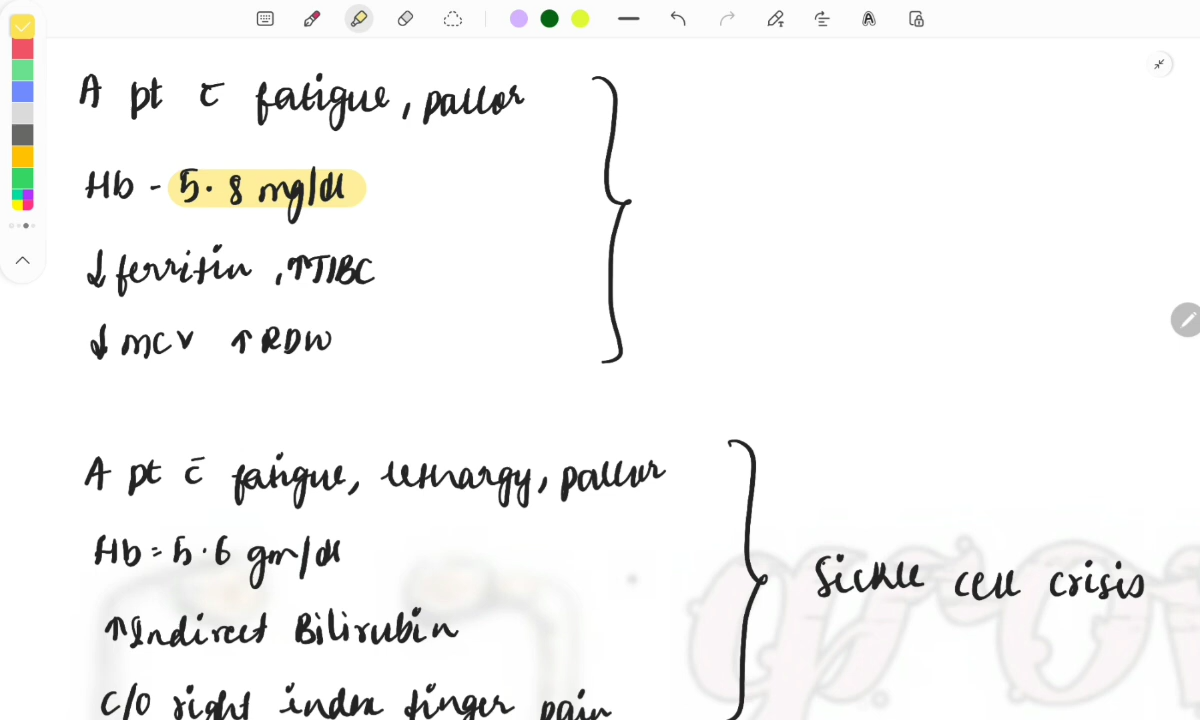 A pt c̄ fatigue, pallor
Hb - 5.8 mg/dl
↓ ferritin, ↑TIBC
↓ MCV ↑ RDW
A pt c̄ fatigue, lethargy, pallor
Hb = 5.6 gm/dl
↑Indirect Bilirubin
Sickle cell crisis
C/O right index finger pain